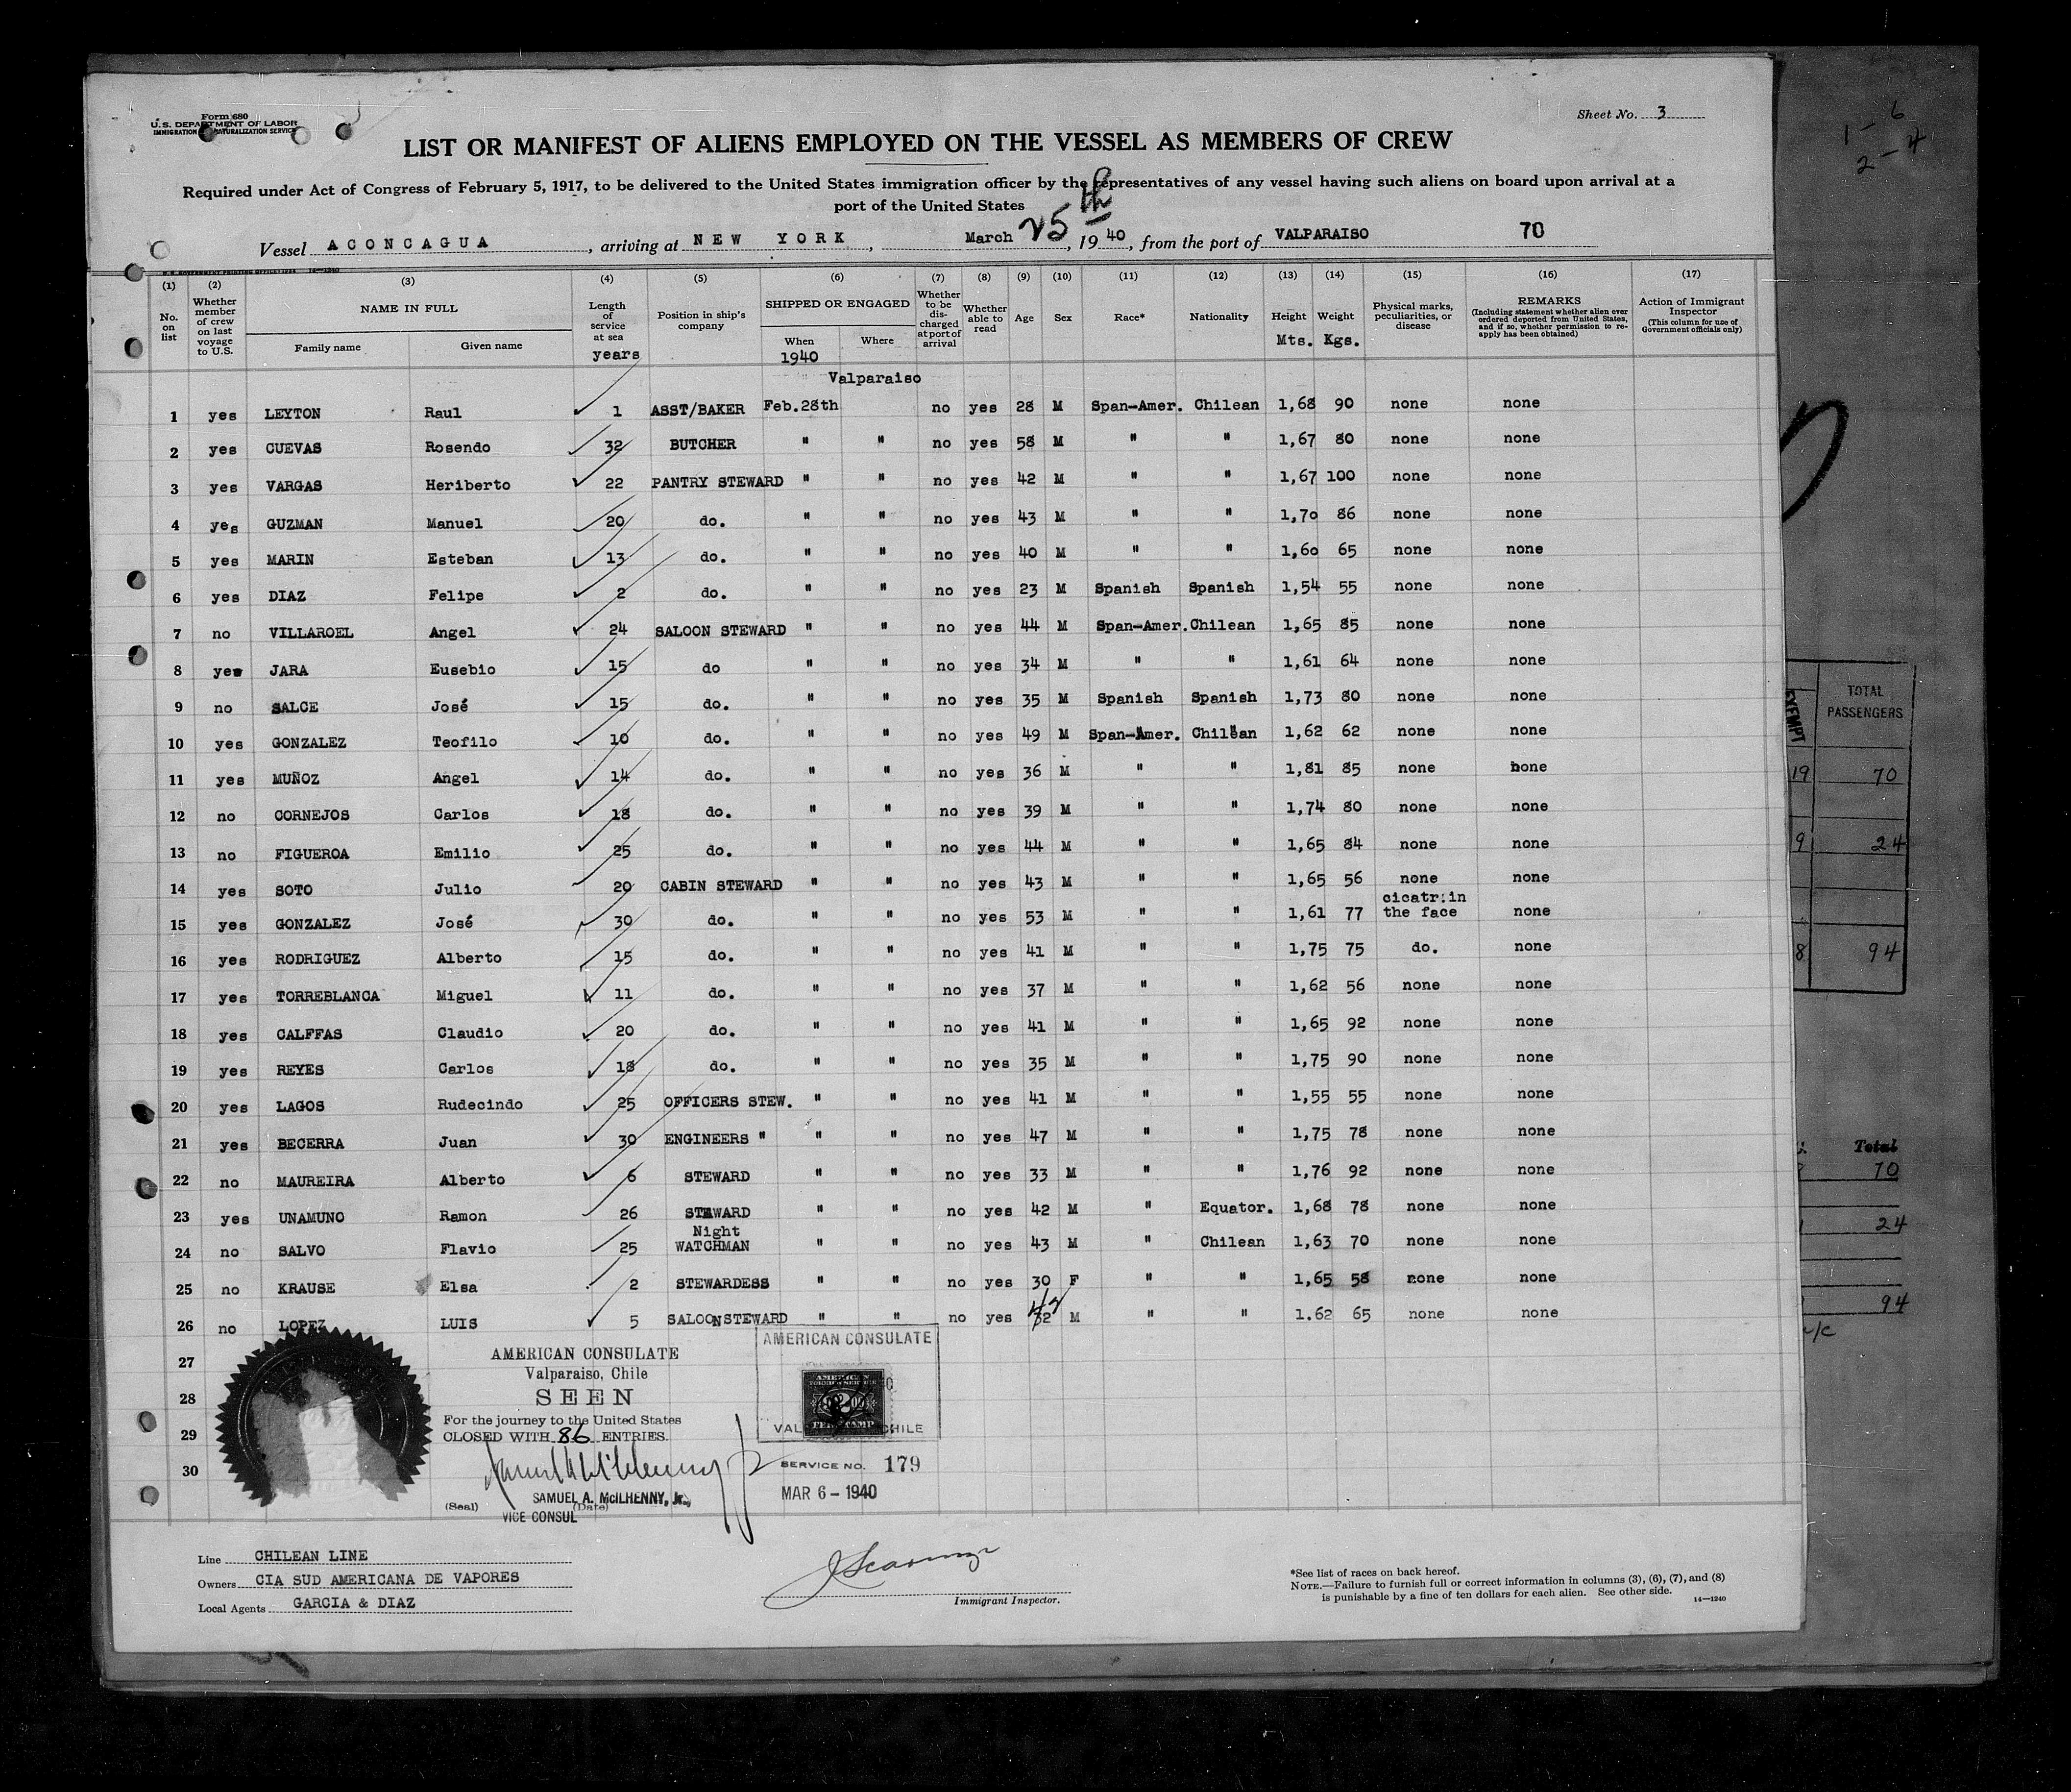 Form 680
U.S. DEPARTMENT OF LABOR
IMMIGRATION NATURALIZATION SERVICE
Sheet No. 3
LIST OR MANIFEST OF ALIENS EMPLOYED ON THE VESSEL AS MEMBERS OF CREW
Required under Act of Congress of February 5, 1917, to be delivered to the United States immigration officer by the representatives of any vessel having such aliens on board upon arrival at a
port of the United States
Vessel ACONCAGUA, arriving at NEW YORK, March 25th, 1940, from the port of VALPARAISO 70
(1) (2) (3) (4) (5) (6) (7) (8) (9) (10) (11) (12) (13) (14) (15) (16) (17)
No. on list
Whether member of crew on last voyage to U.S.
NAME IN FULL
Family name
Given name
Length of service at sea
years
Position in ship's company
SHIPPED OR ENGAGED
When
1940
Where
Whether to be discharged at port of arrival
Whether able to read
Age
Sex
Race*
Nationality
Height
Mts.
Weight
Kgs.
Physical marks, peculiarities, or disease
REMARKS
(Including statement whether alien ever ordered deported from United States, and if so, whether permission to re-apply has been obtained)
Action of Immigrant Inspector
(This column for use of Government officials only)
Valparaiso
1 yes LEYTON Raul 1 ASST/BAKER Feb.28th no yes 28 M Span-Amer. Chilean 1,68 90 none none
2 yes CUEVAS Rosendo 32 BUTCHER " " no yes 58 M " " 1,67 80 none none
3 yes VARGAS Heriberto 22 PANTRY STEWARD " " no yes 42 M " " 1,67 100 none none
4 yes GUZMAN Manuel 20 do. " " no yes 43 M " " 1,70 86 none none
5 yes MARIN Esteban 13 do. " " no yes 40 M " " 1,60 65 none none
6 yes DIAZ Felipe 2 do. " " no yes 23 M Spanish Spanish 1,54 55 none none
7 no VILLAROEL Angel 24 SALOON STEWARD " " no yes 44 M Span-Amer. Chilean 1,65 85 none none
8 yes JARA Eusebio 15 do " " no yes 34 M " " 1,61 64 none none
9 no SALCE José 15 do. " " no yes 35 M Spanish Spanish 1,73 80 none none
10 yes GONZALEZ Teofilo 10 do. " " no yes 49 M Span-Amer. Chilean 1,62 62 none none
11 yes MUÑOZ Angel 14 do. " " no yes 36 M " " 1,81 85 none none
12 no CORNEJOS Carlos 18 do. " " no yes 39 M " " 1,74 80 none none
13 no FIGUEROA Emilio 25 do. " " no yes 44 M " " 1,65 84 none none
14 yes SOTO Julio 20 CABIN STEWARD " " no yes 43 M " " 1,65 56 none none
15 yes GONZALEZ José 30 do. " " no yes 53 M " " 1,61 77 cicatr.in the face none
16 yes RODRIGUEZ Alberto 15 do. " " no yes 41 M " " 1,75 75 do. none
17 yes TORREBLANCA Miguel 11 do. " " no yes 37 M " " 1,62 56 none none
18 yes CALFFAS Claudio 20 do. " " no yes 41 M " " 1,65 92 none none
19 yes REYES Carlos 18 do. " " no yes 35 M " " 1,75 90 none none
20 yes LAGOS Rudecindo 25 OFFICERS STEW. " " no yes 41 M " " 1,55 55 none none
21 yes BECERRA Juan 30 ENGINEERS " " " no yes 47 M " " 1,75 78 none none
22 no MAUREIRA Alberto 6 STEWARD " " no yes 33 M " " 1,76 92 none none
23 yes UNAMUNO Ramon 26 STEWARD " " no yes 42 M " Equator. 1,68 78 none none
24 no SALVO Flavio 25 Night WATCHMAN " " no yes 43 M " Chilean 1,63 70 none none
25 no KRAUSE Elsa 2 STEWARDESS " " no yes 30 F " " 1,65 58 none none
26 no LOPEZ LUIS 5 SALOON STEWARD " " no yes 42 M " " 1.62 65 none none
27
28
29
30
AMERICAN CONSULATE
Valparaiso, Chile
SEEN
For the journey to the United States
CLOSED WITH 86 ENTRIES.
(Seal)
SAMUEL A. McILHENNY, Jr.,
(Date)
VICE CONSUL
AMERICAN CONSULATE
AMERICAN
CHILE
SERVICE NO. 179
MAR 6 - 1940
Line CHILEAN LINE
Owners CIA SUD AMERICANA DE VAPORES
Local Agents GARCIA & DIAZ
Immigrant Inspector.
*See list of races on back hereof.
NOTE.—Failure to furnish full or correct information in columns (3), (6), (7), and (8)
is punishable by a fine of ten dollars for each alien. See other side.
14—1240
1 - 6
2 - 4
EXEMPT
TOTAL PASSENGERS
19 70
9 24
8 94
Total
70
24
94